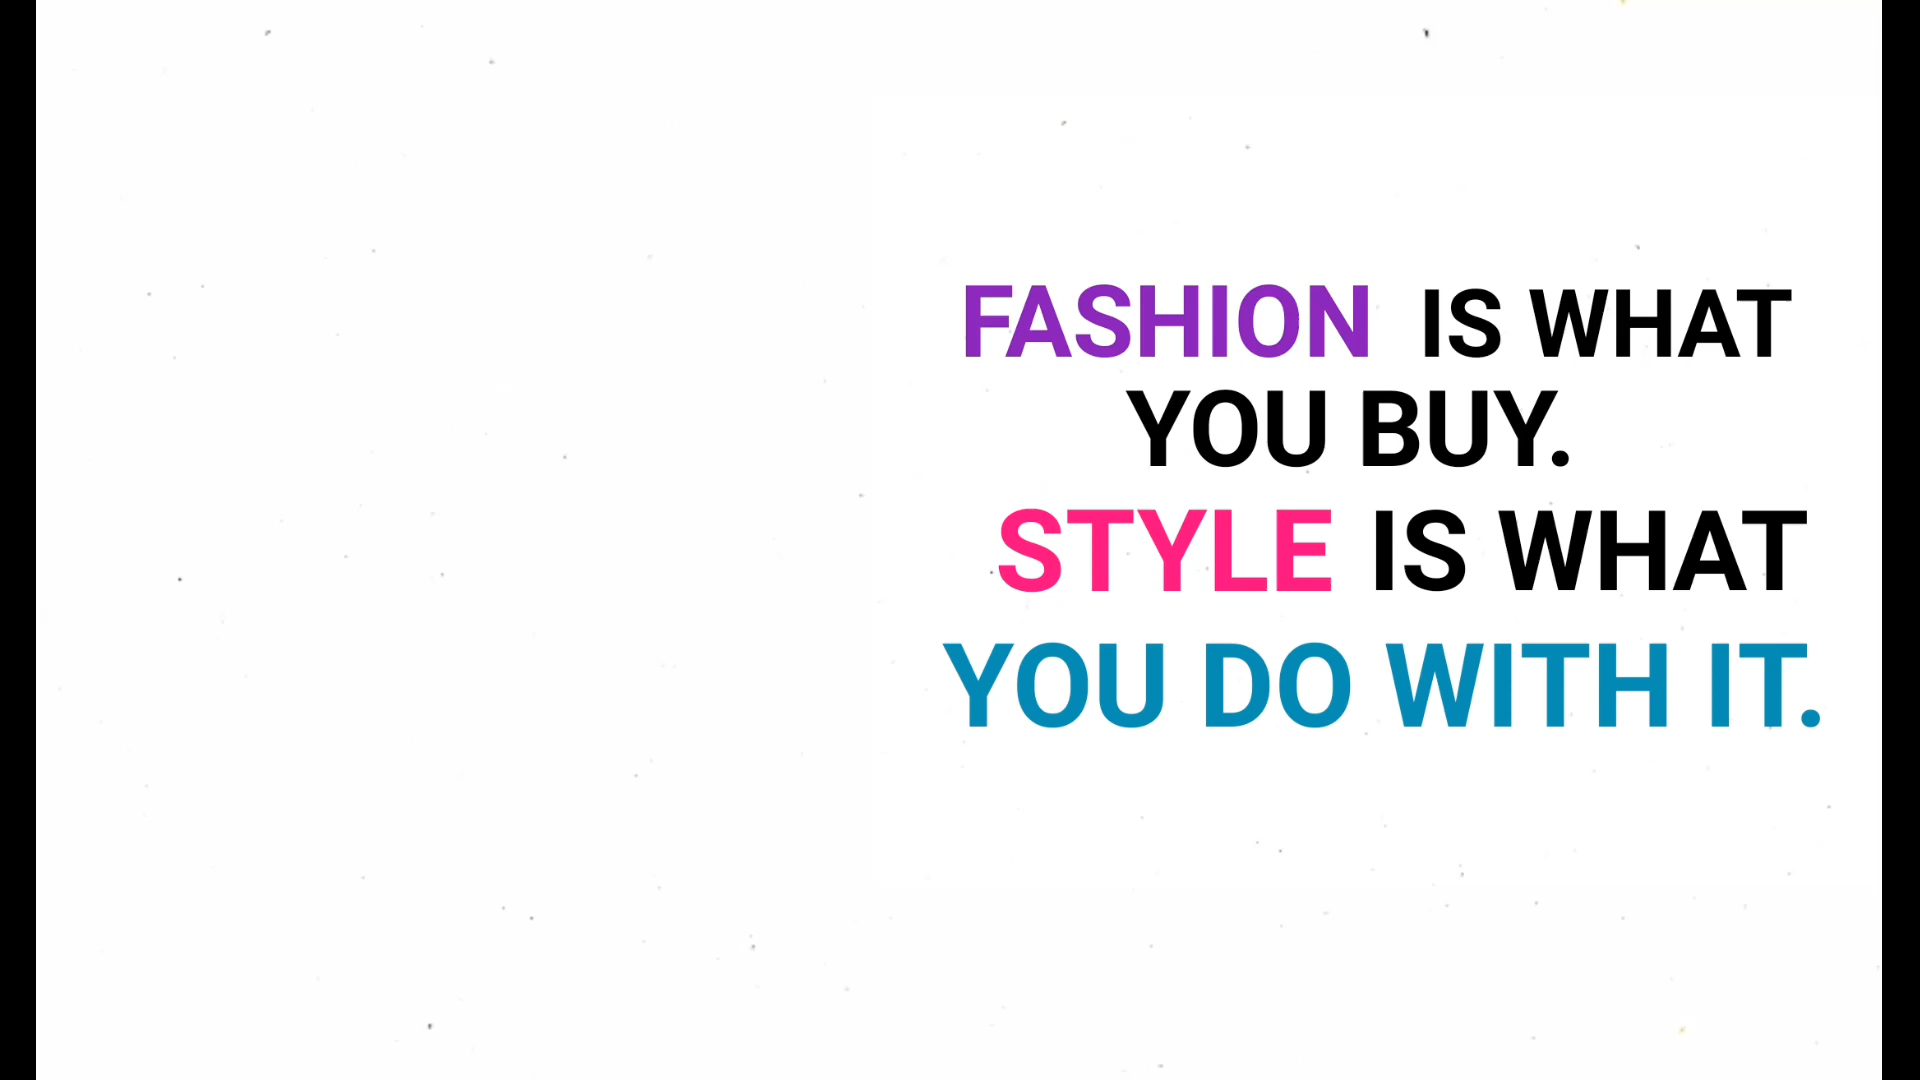 FASHION IS WHAT
YOU BUY.
STYLE IS WHAT
YOU DO WITH IT.